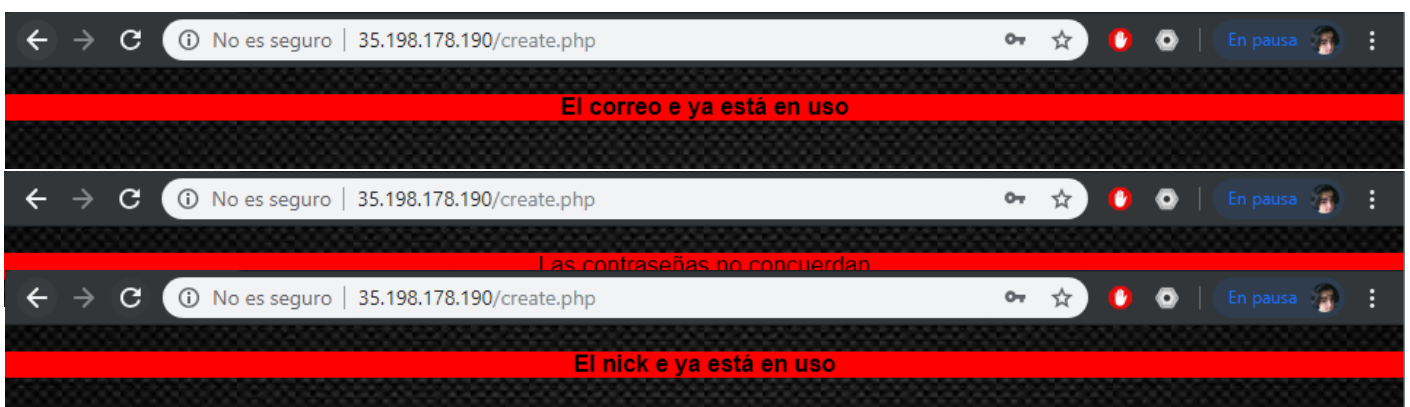 No es seguro | 35.198.178.190/create.php En pausa
El correo e ya está en uso
No es seguro | 35.198.178.190/create.php En pausa
Las contraseñas no concuerdan
No es seguro | 35.198.178.190/create.php En pausa
El nick e ya está en uso